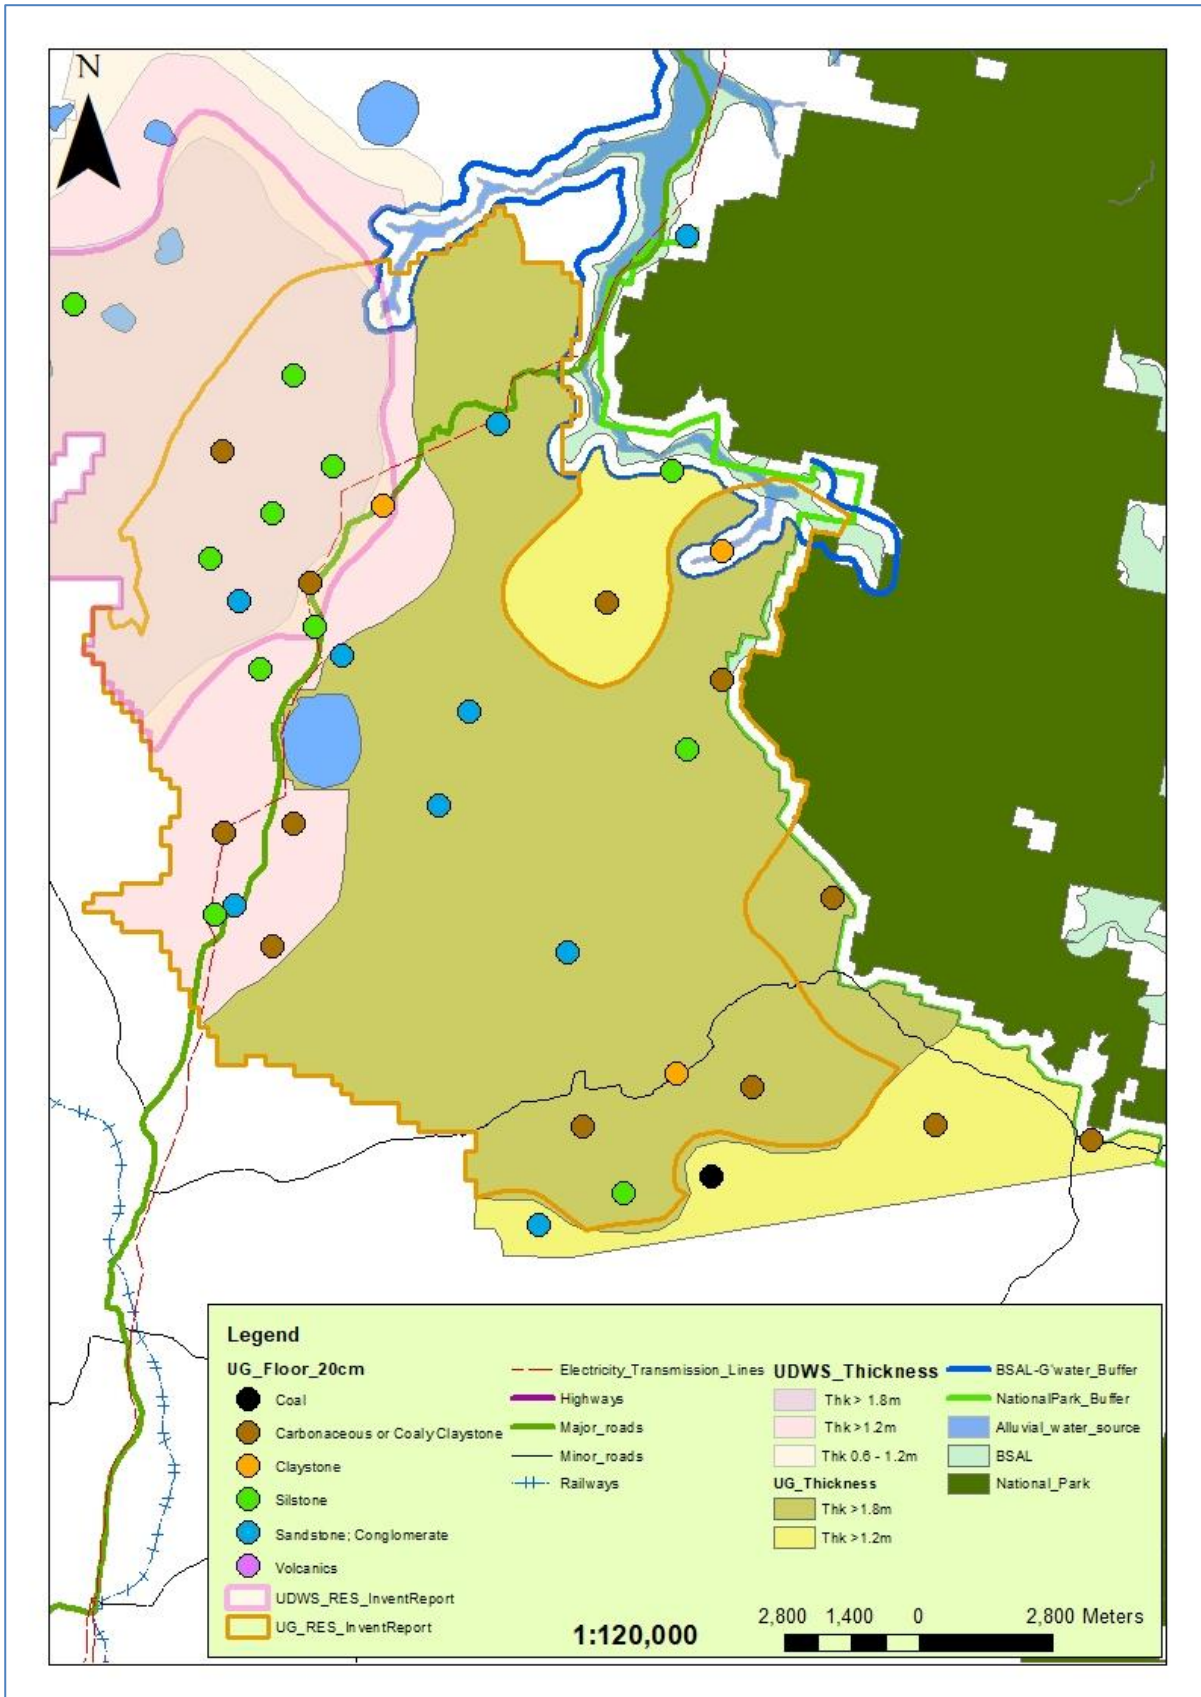 N
Legend
UG_Floor_20cm
Coal
Carbonaceous or Coaly Claystone
Claystone
Silstone
Sandstone; Conglomerate
Volcanics
UDWS_RES_InventReport
UG_RES_InventReport
Electricity_Transmission_Lines
Highways
Major_roads
Minor_roads
Railways
UDWS_Thickness
Thk > 1.8m
Thk >1.2m
Thk 0.6 - 1.2m
UG_Thickness
Thk >1.8m
Thk >1.2m
BSAL-G'water_Buffer
NationalPark_Buffer
Alluvial_water_source
BSAL
National_Park
1:120,000
2,800 1,400 0 2,800 Meters